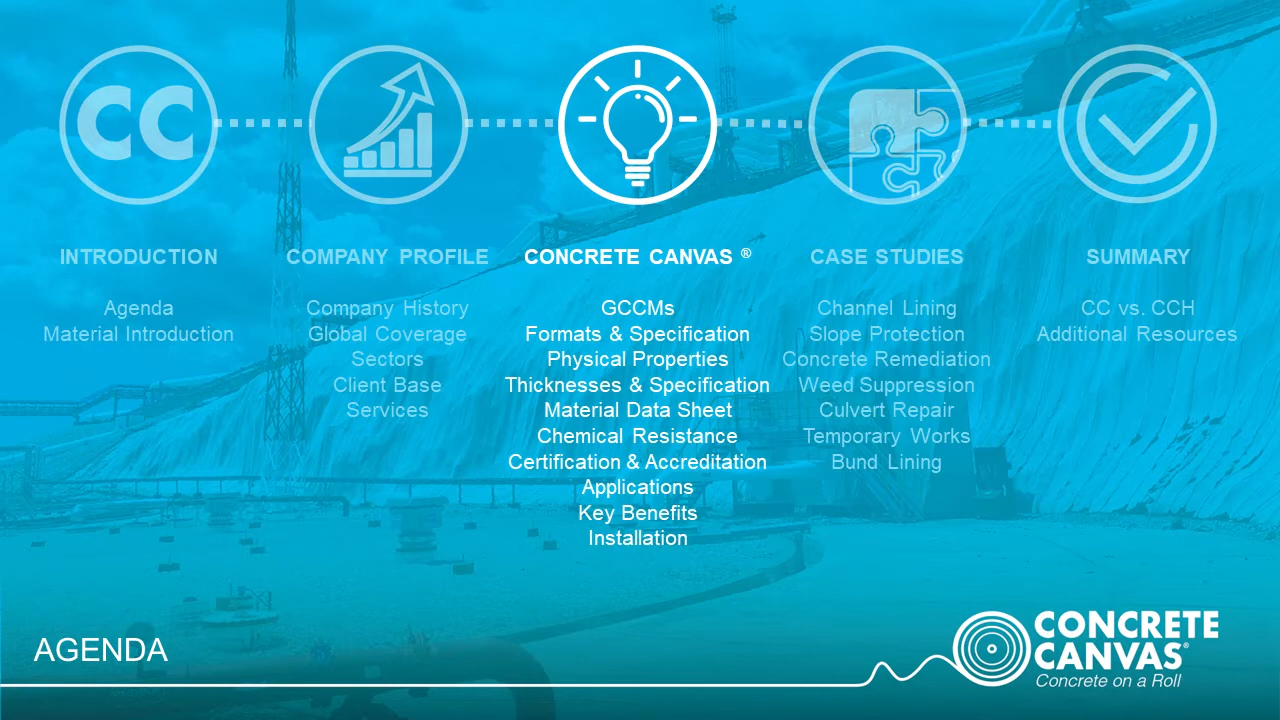 CC
INTRODUCTION
Agenda
Material Introduction
COMPANY PROFILE
Company History
Global Coverage
Sectors
Client Base
Services
CONCRETE CANVAS ®
GCCMs
Formats & Specification
Physical Properties
Thicknesses & Specification
Material Data Sheet
Chemical Resistance
Certification & Accreditation
Applications
Key Benefits
Installation
CASE STUDIES
Channel Lining
Slope Protection
Concrete Remediation
Weed Suppression
Culvert Repair
Temporary Works
Bund Lining
SUMMARY
CC vs. CCH
Additional Resources
AGENDA
CONCRETE
CANVAS®
Concrete on a Roll